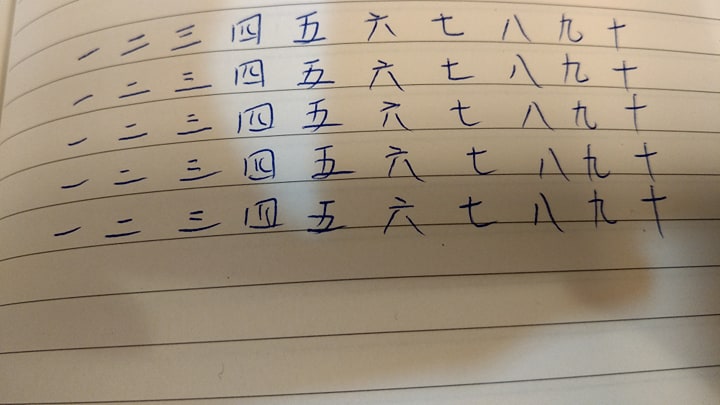 一 二 三 四 五 六 七 八 九 十
一 二 三 四 五 六 七 八 九 十
一 二 三 四 五 六 七 八 九 十
一 二 三 四 五 六 七 八 九 十
一 二 三 四 五 六 七 八 九 十